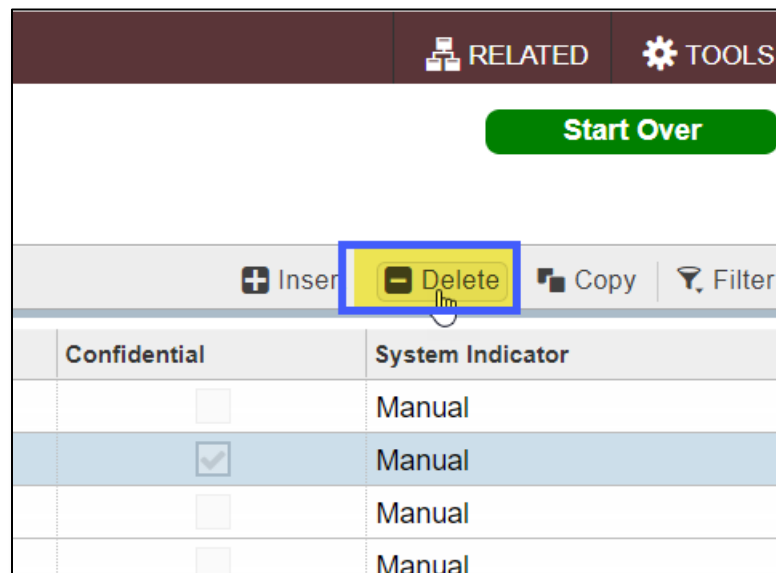 RELATED TOOLS
Start Over
Inser Delete Copy Filter
Confidential System Indicator
Manual
Manual
Manual
Manual